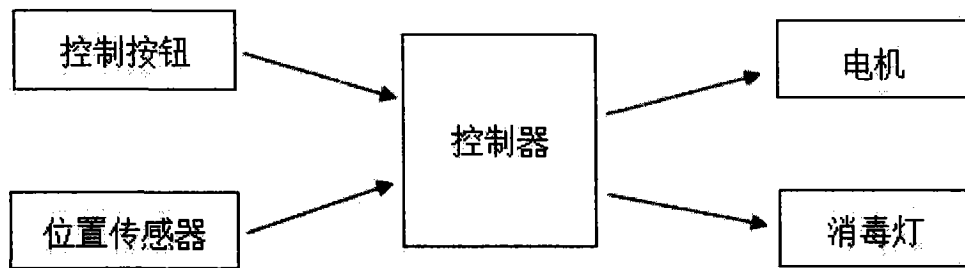 控制按钮
电机
控制器
位置传感器
消毒灯